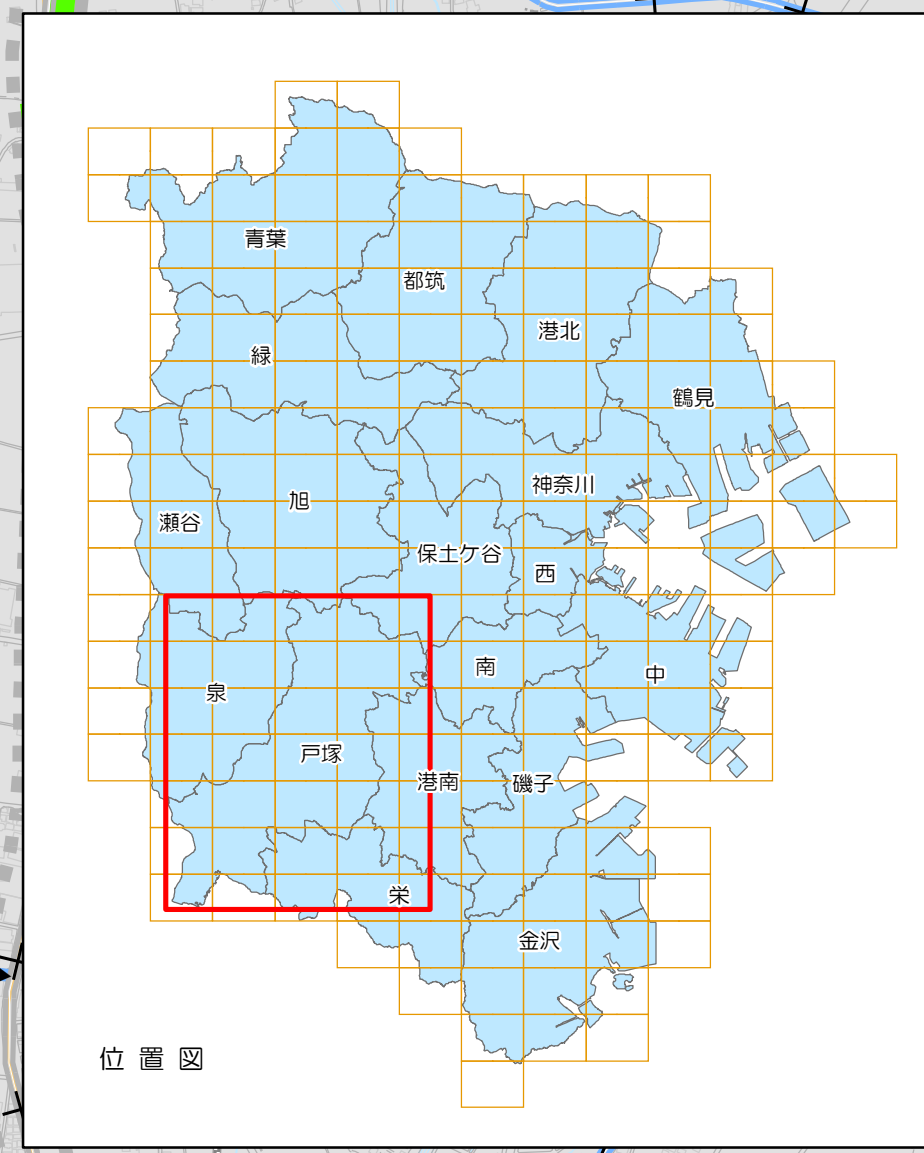 青葉
都筑
港北
緑
鶴見
神奈川
旭
瀬谷
保土ケ谷
西
南
中
泉
戸塚
港南
磯子
栄
金沢
位置図